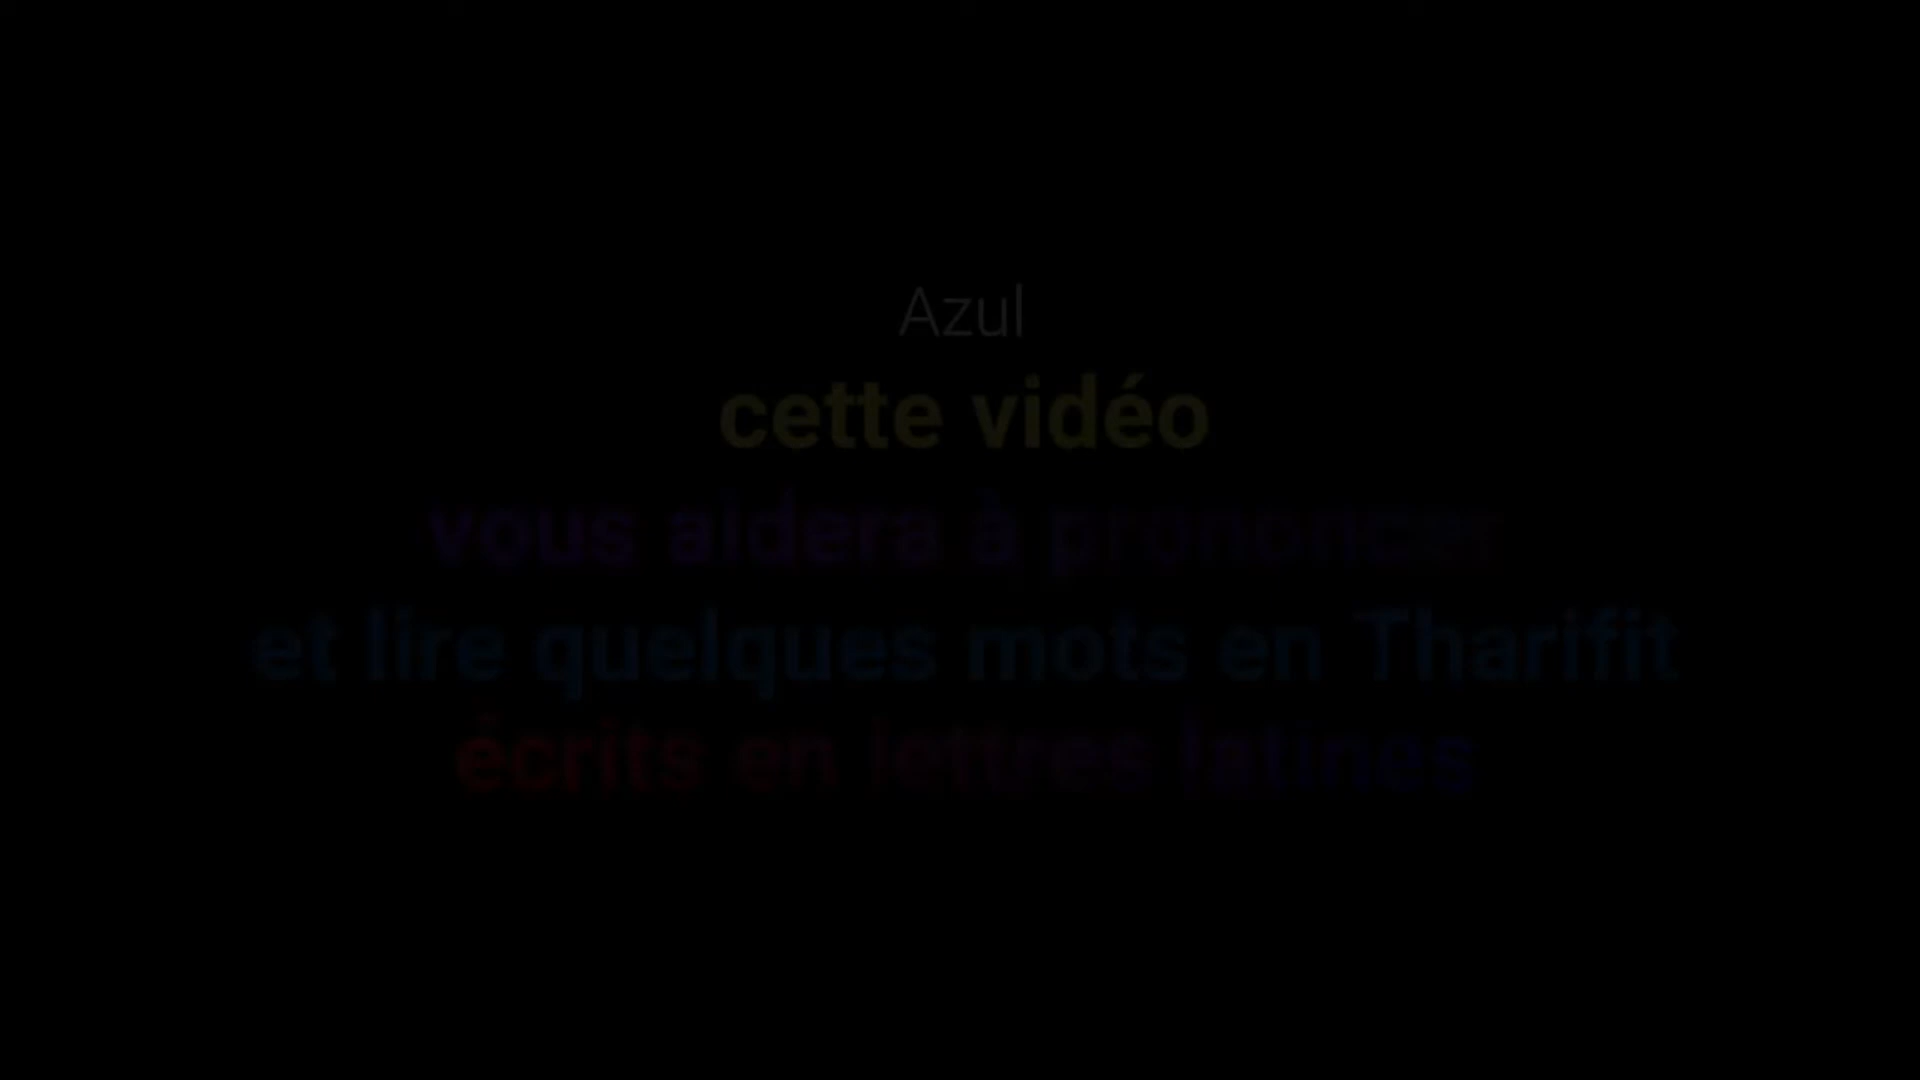 Azul
cette vidéo
vous aidera à prononcer
et lire quelques mots en Tharifit
écrits en lettres latines